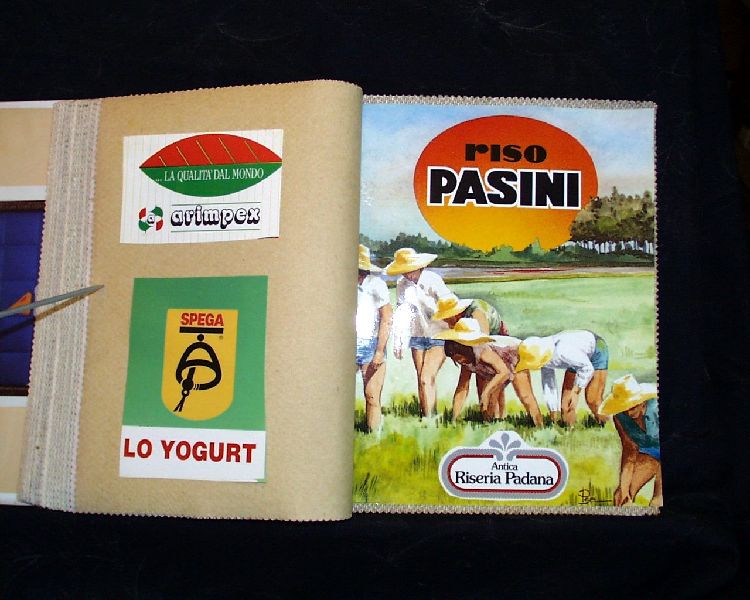 ... LA QUALITA' DAL MONDO
a arimpex
SPEGA
LO YOGURT
riso
PASINI
Antica
Riseria Padana